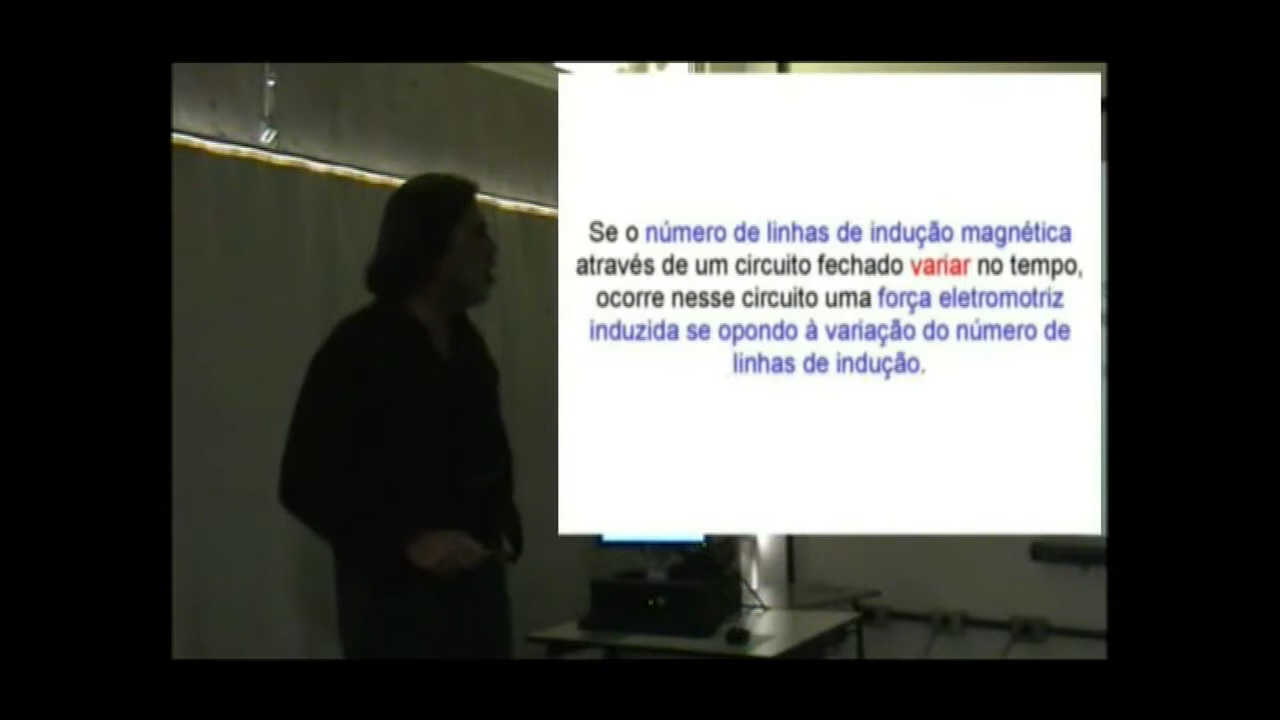 Se o número de linhas de indução magnética
através de um circuito fechado variar no tempo,
ocorre nesse circuito uma força eletromotriz
induzida se opondo à variação do número de
linhas de indução.